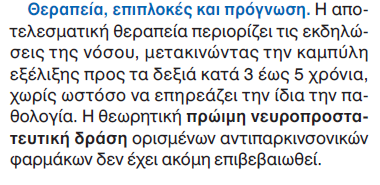 Θεραπεία, επιπλοκές και πρόγνωση. Η απο-
τελεσματική θεραπεία περιορίζει τις εκδηλώ-
σεις της νόσου, μετακινώντας την καμπύλη
εξέλιξης προς τα δεξιά κατά 3 έως 5 χρόνια,
χωρίς ωστόσο να επηρεάζει την ίδια την πα-
θολογία. Η θεωρητική πρώιμη νευροπροστα-
τευτική δράση ορισμένων αντιπαρκινσονικών
φαρμάκων δεν έχει ακόμη επιβεβαιωθεί.